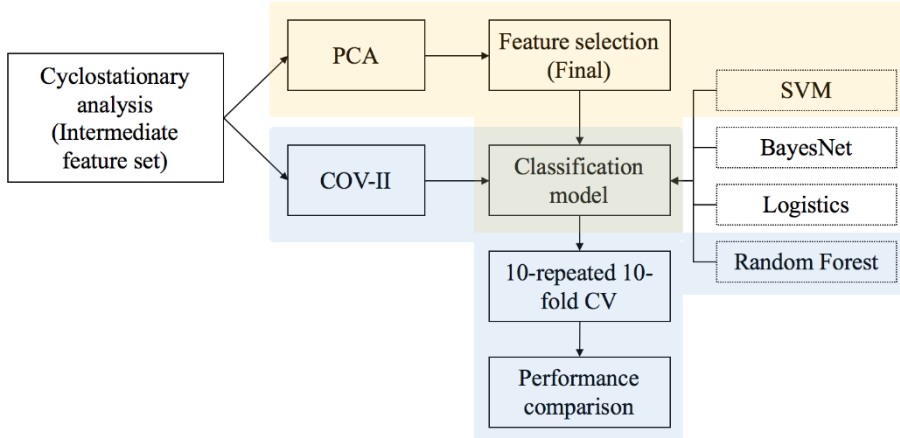 Cyclostationary
analysis
(Intermediate
feature set)
PCA
Feature selection
(Final)
COV-II
Classification
model
SVM
BayesNet
Logistics
Random Forest
10-repeated 10-
fold CV
Performance
comparison